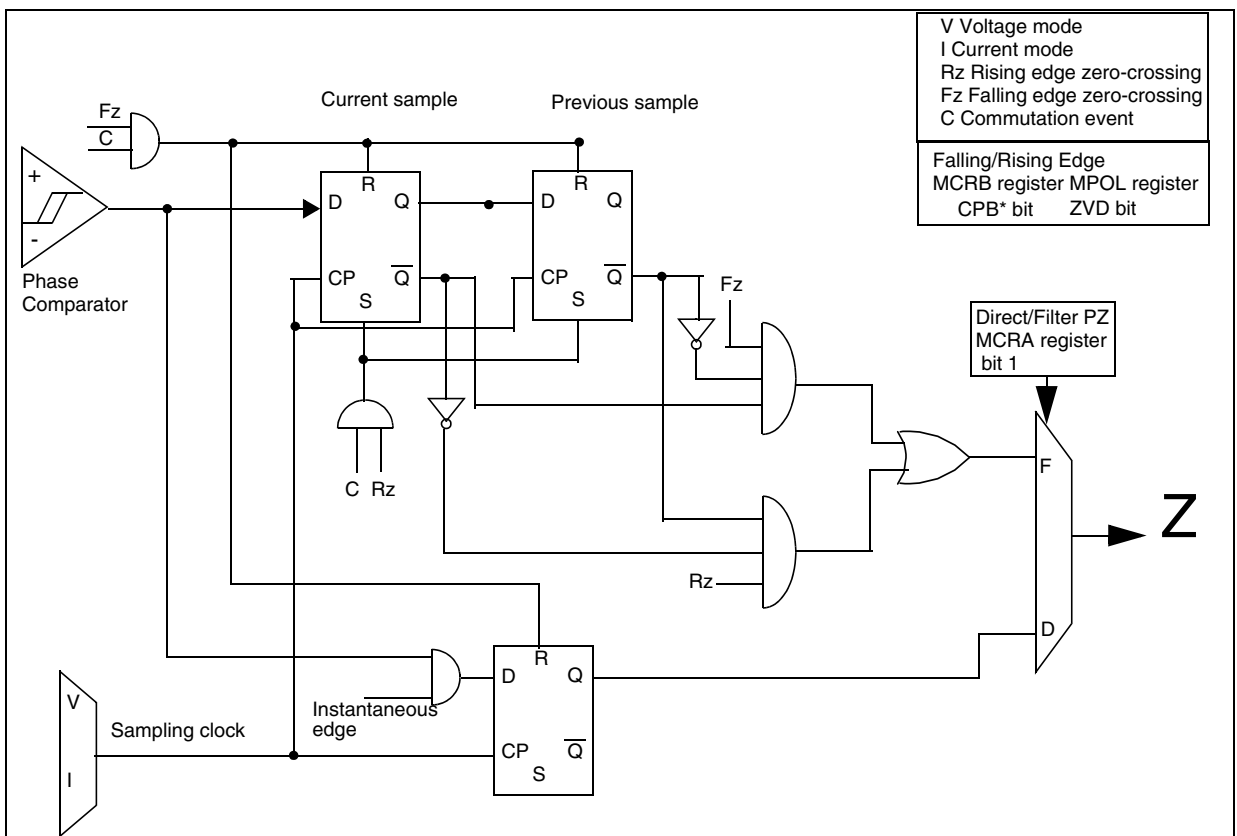 V Voltage mode
I Current mode
Rz Rising edge zero-crossing
Fz Falling edge zero-crossing
C Commutation event
Falling/Rising Edge
MCRB register MPOL register
CPB* bit ZVD bit
Current sample
Previous sample
Fz
C
+
-
Phase
Comparator
R
D
Q
CP
Q
S
R
D
Q
CP
Q
S
Fz
Direct/Filter PZ
MCRA register
bit 1
C Rz
F
Z
Rz
D
Instantaneous
edge
R
D
Q
CP
Q
S
V
Sampling clock
I